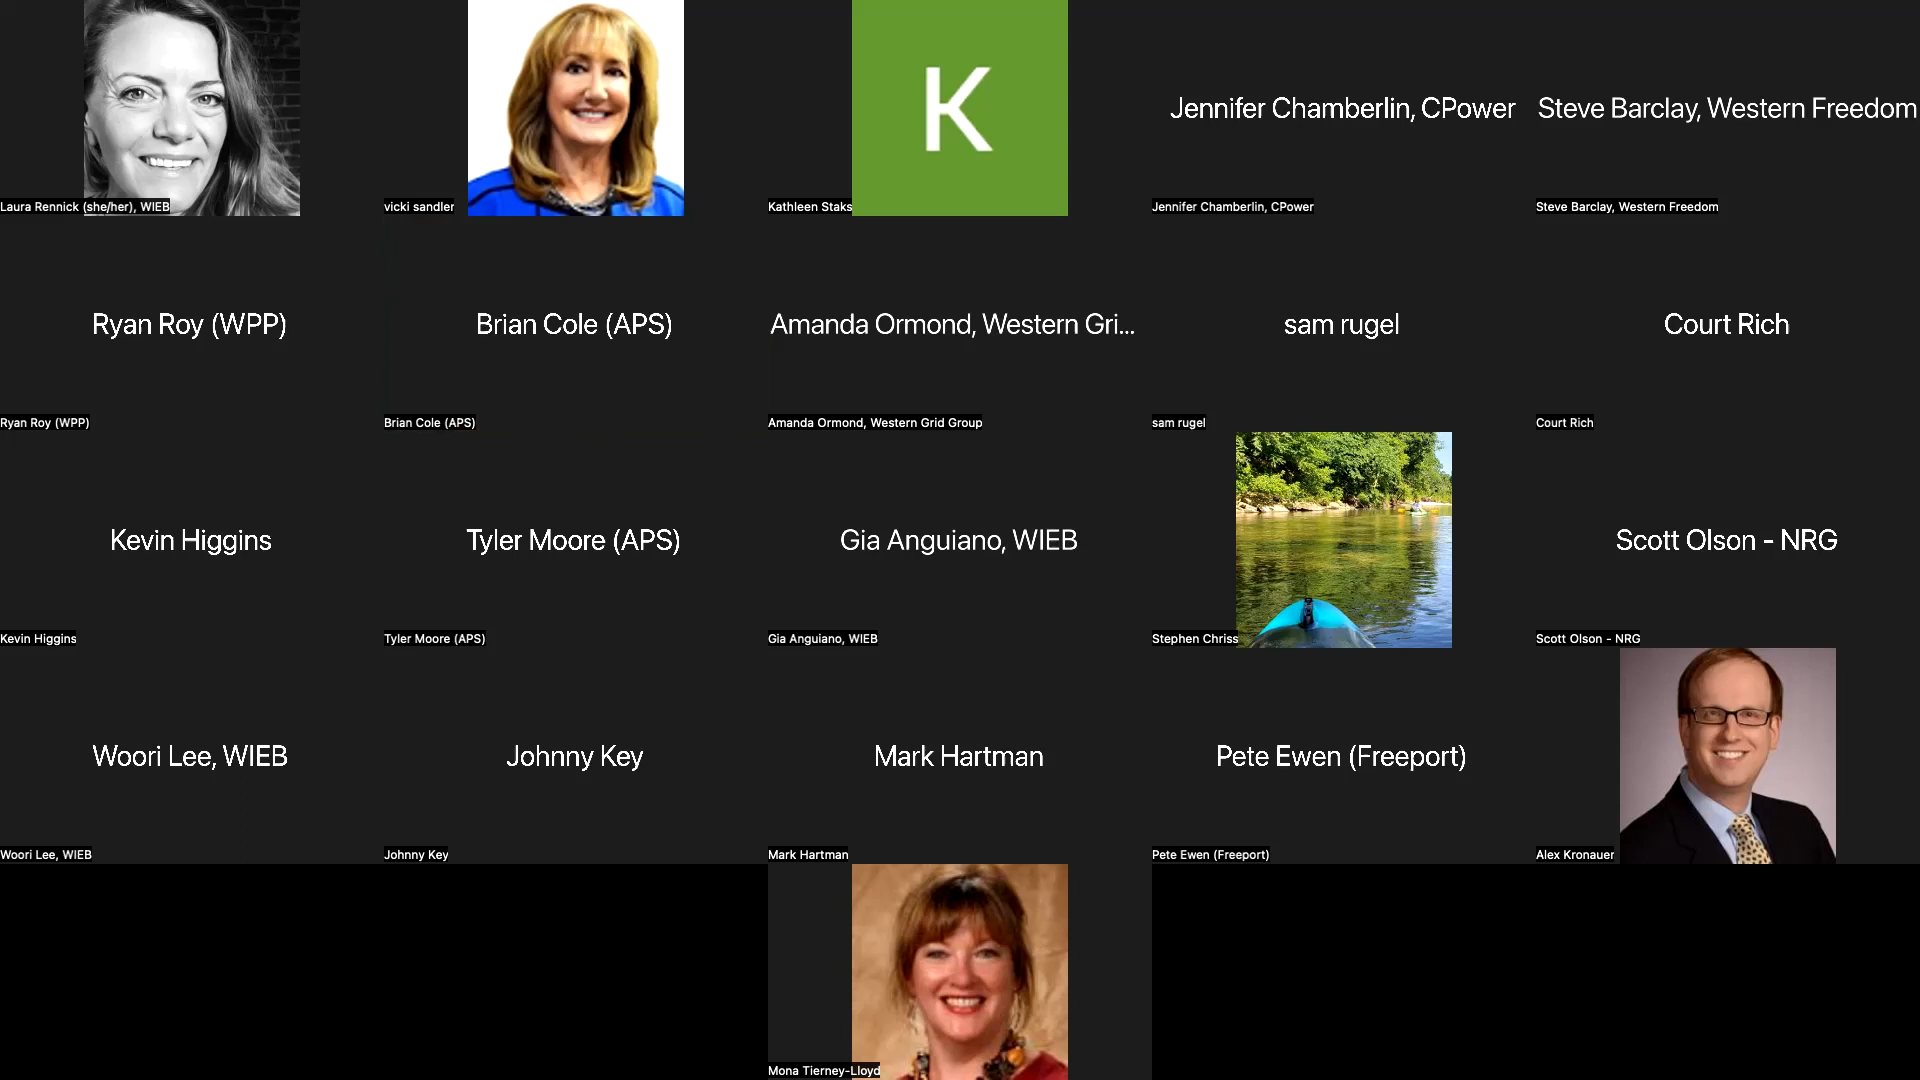 K
Jennifer Chamberlin, CPower
Steve Barclay, Western Freedom
Laura Rennick (she/her), WIEB
vicki sandler
Kathleen Staks
Jennifer Chamberlin, CPower
Steve Barclay, Western Freedom
Ryan Roy (WPP)
Brian Cole (APS)
Amanda Ormond, Western Gri...
sam rugel
Court Rich
Ryan Roy (WPP)
Brian Cole (APS)
Amanda Ormond, Western Grid Group
sam rugel
Court Rich
Kevin Higgins
Tyler Moore (APS)
Gia Anguiano, WIEB
Scott Olson - NRG
Kevin Higgins
Tyler Moore (APS)
Gia Anguiano, WIEB
Stephen Chriss
Scott Olson - NRG
Woori Lee, WIEB
Johnny Key
Mark Hartman
Pete Ewen (Freeport)
Woori Lee, WIEB
Johnny Key
Mark Hartman
Pete Ewen (Freeport)
Alex Kronauer
Mona Tierney-Lloyd